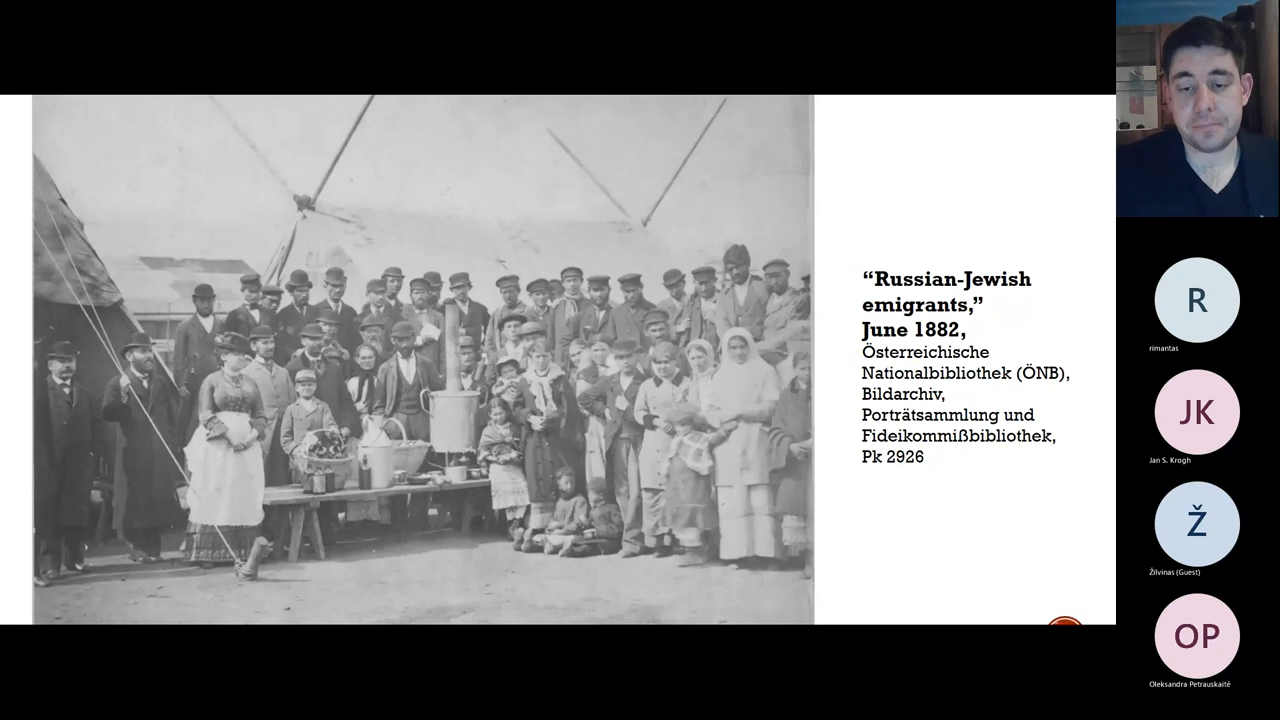 “Russian-Jewish
emigrants,”
June 1882,
Österreichische
Nationalbibliothek (ÖNB),
Bildarchiv,
Porträtsammlung und
Fideikommißbibliothek,
Pk 2926
R
rimantas
JK
Jan S. Krogh
Ž
Žilvinas (Guest)
OP
Oleksandra Petrauskaitė